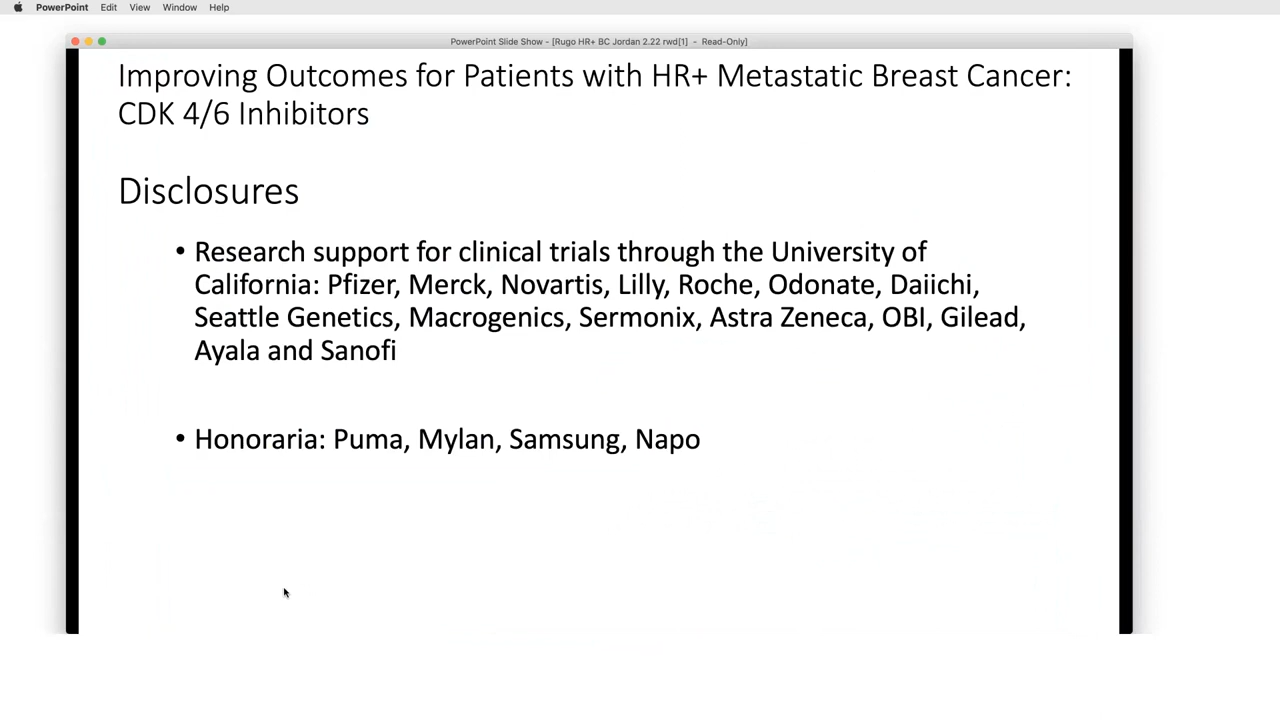 PowerPoint Edit View Window Help
PowerPoint Slide Show - [Rugo HR+ BC Jordan 2.22 rwd[1] - Read-Only]
Improving Outcomes for Patients with HR+ Metastatic Breast Cancer:
CDK 4/6 Inhibitors
Disclosures
• Research support for clinical trials through the University of
California: Pfizer, Merck, Novartis, Lilly, Roche, Odonate, Daiichi,
Seattle Genetics, Macrogenics, Sermonix, Astra Zeneca, OBI, Gilead,
Ayala and Sanofi
• Honoraria: Puma, Mylan, Samsung, Napo